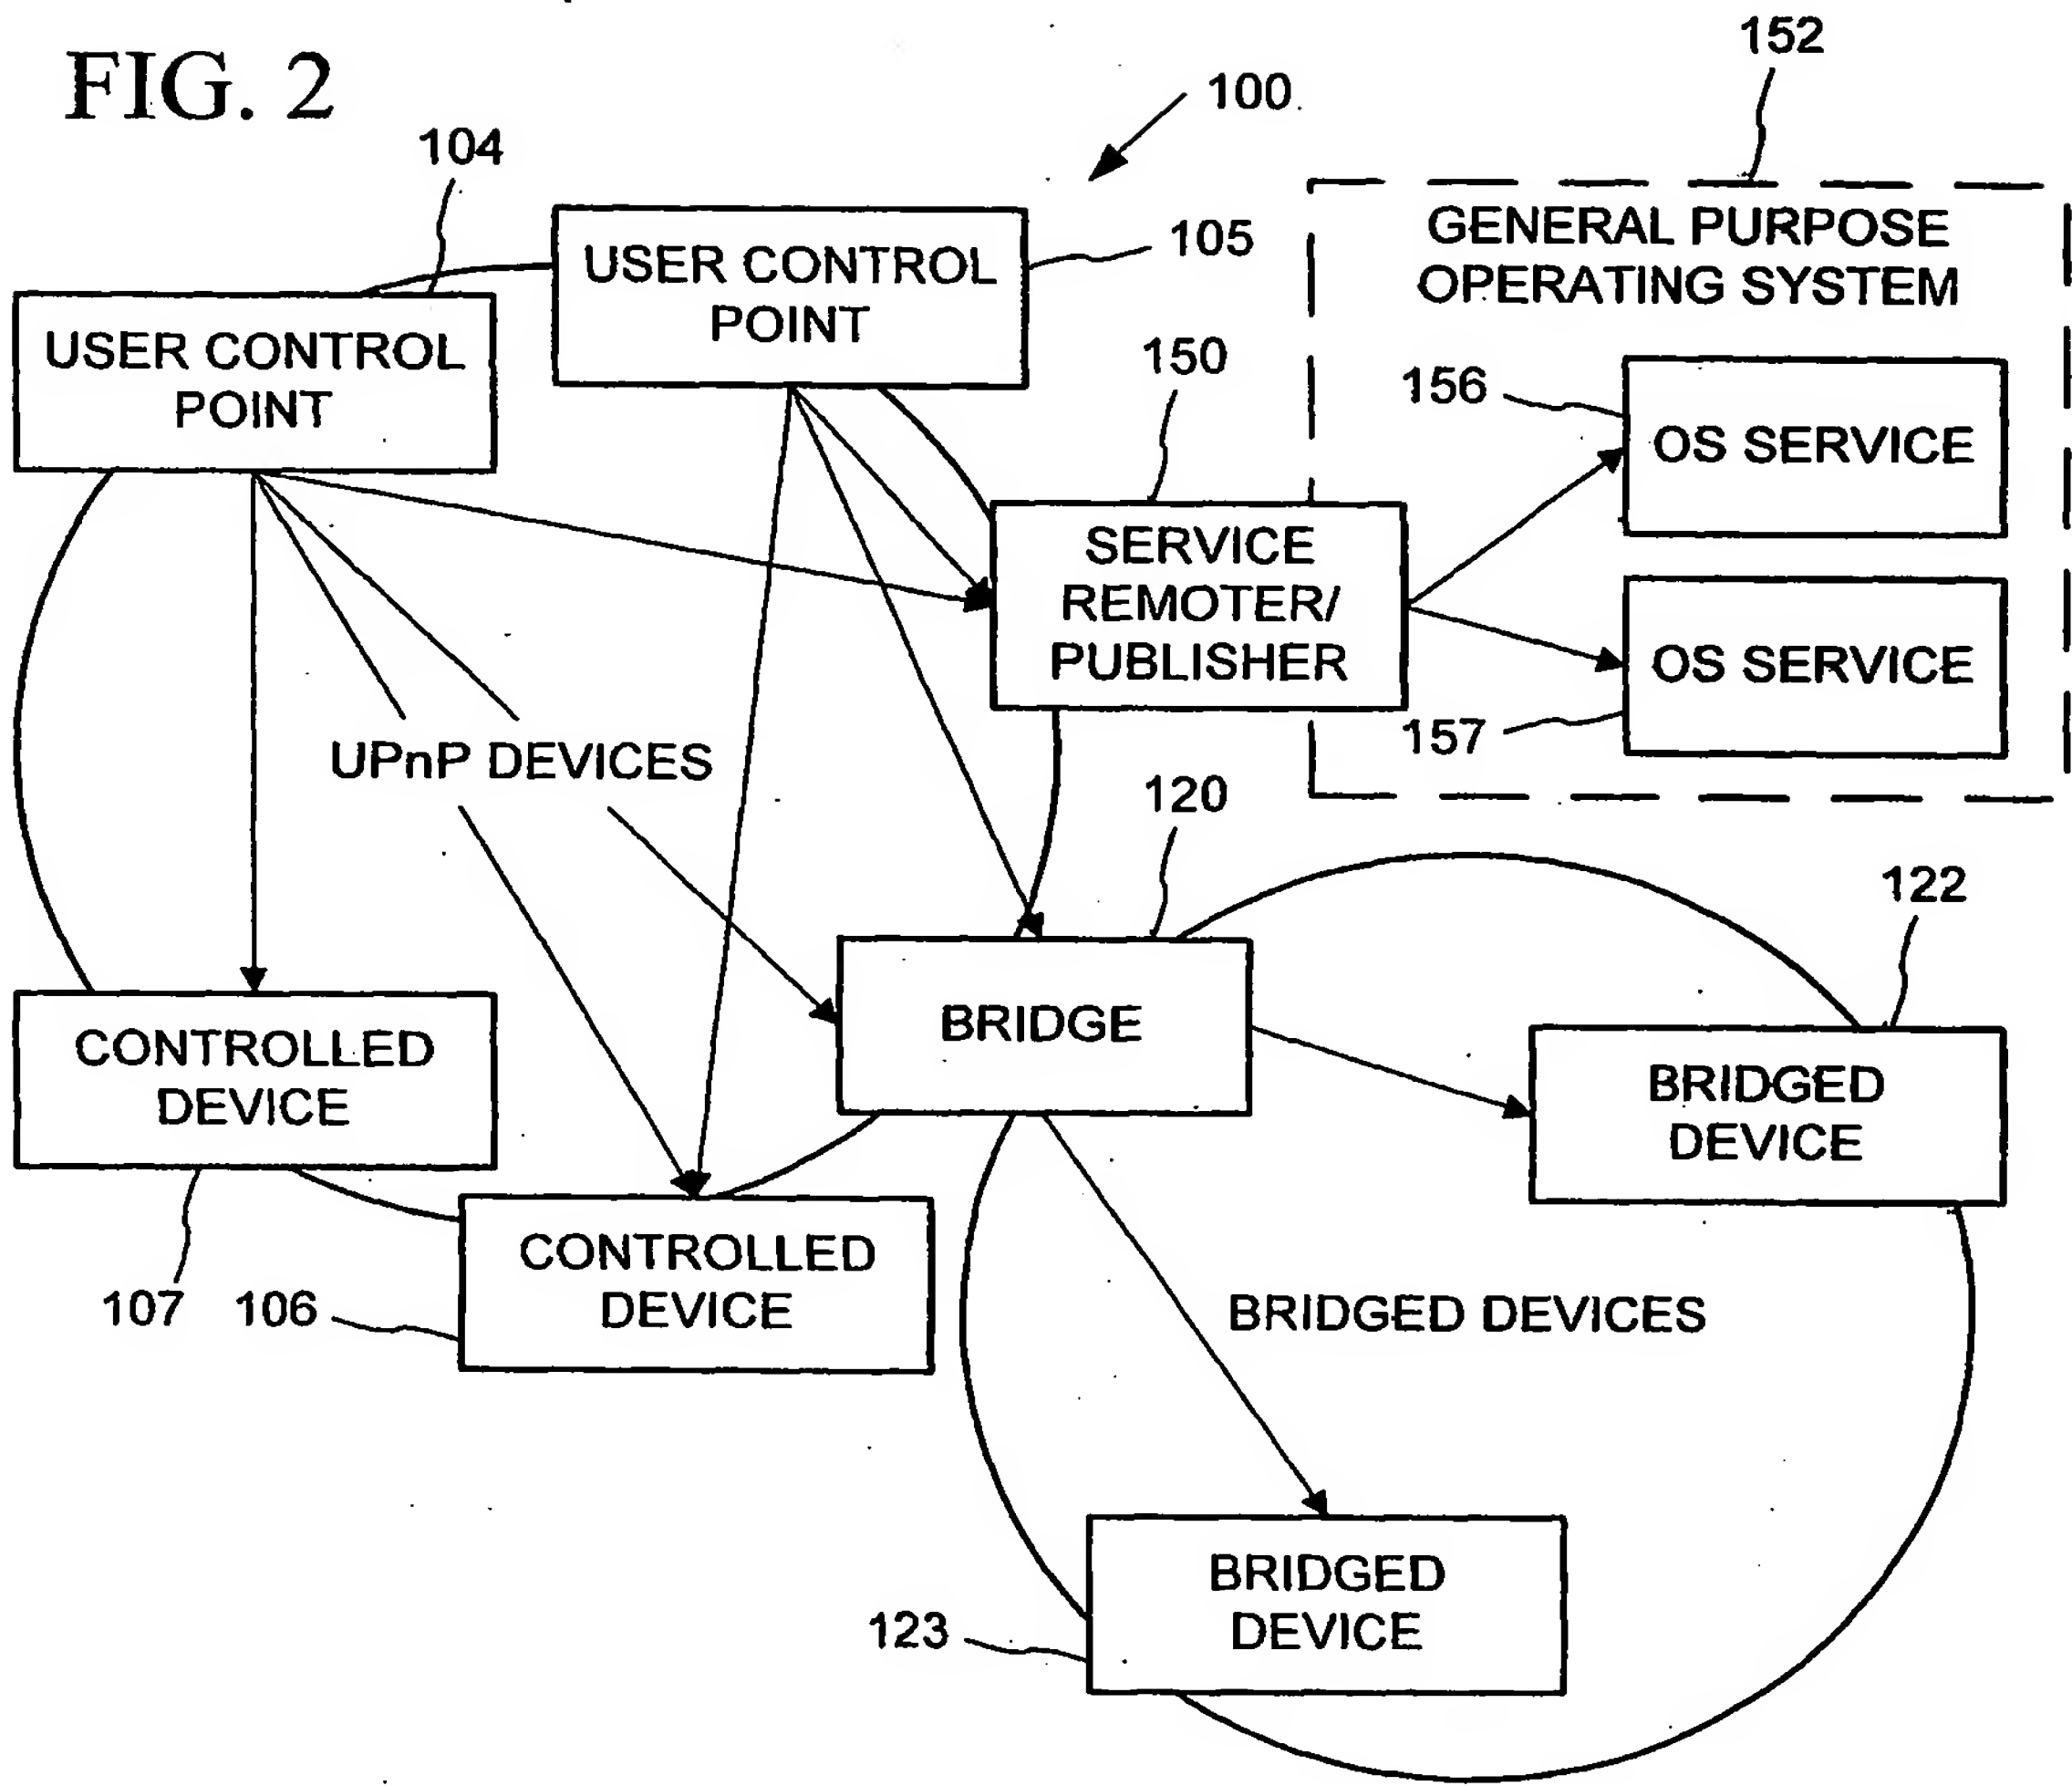 FIG. 2
152
100
104
105
USER CONTROL
POINT
GENERAL PURPOSE
OPERATING SYSTEM
USER CONTROL
POINT
150
156
OS SERVICE
SERVICE
REMOTER/
PUBLISHER
OS SERVICE
157
UPnP DEVICES
120
122
BRIDGE
CONTROLLED
DEVICE
BRIDGED
DEVICE
107
106
CONTROLLED
DEVICE
BRIDGED DEVICES
BRIDGED
DEVICE
123